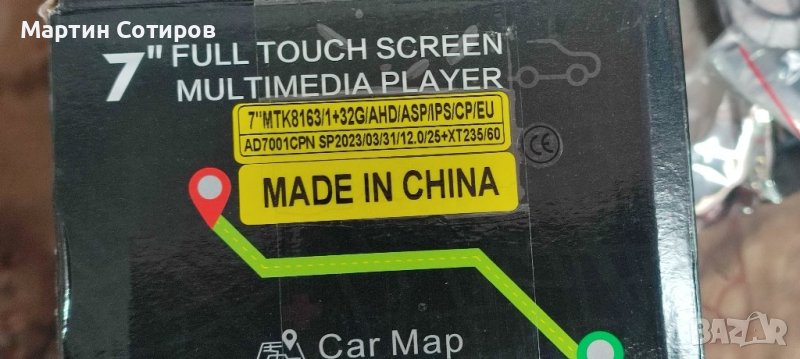 Мартин Сотиров
7" FULL TOUCH SCREEN
MULTIMEDIA PLAYER
7"MTK8163/1+32G/AHD/ASP/IPS/CP/EU
AD7001CPN SP2023/03/31/12.0/25+XT235/60
CE
MADE IN CHINA
Car Map
BAZAR